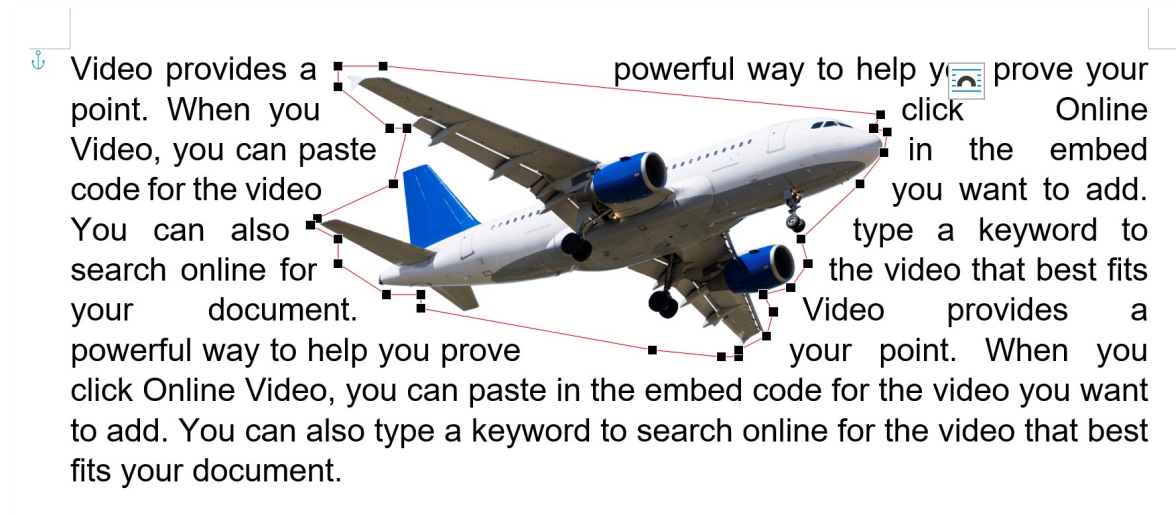 Video provides a powerful way to help prove your
point. When you click Online
Video, you can paste in the embed
code for the video you want to add.
You can also type a keyword to
search online for the video that best fits
your document. Video provides a
powerful way to help you prove your point. When you
click Online Video, you can paste in the embed code for the video you want
to add. You can also type a keyword to search online for the video that best
fits your document.